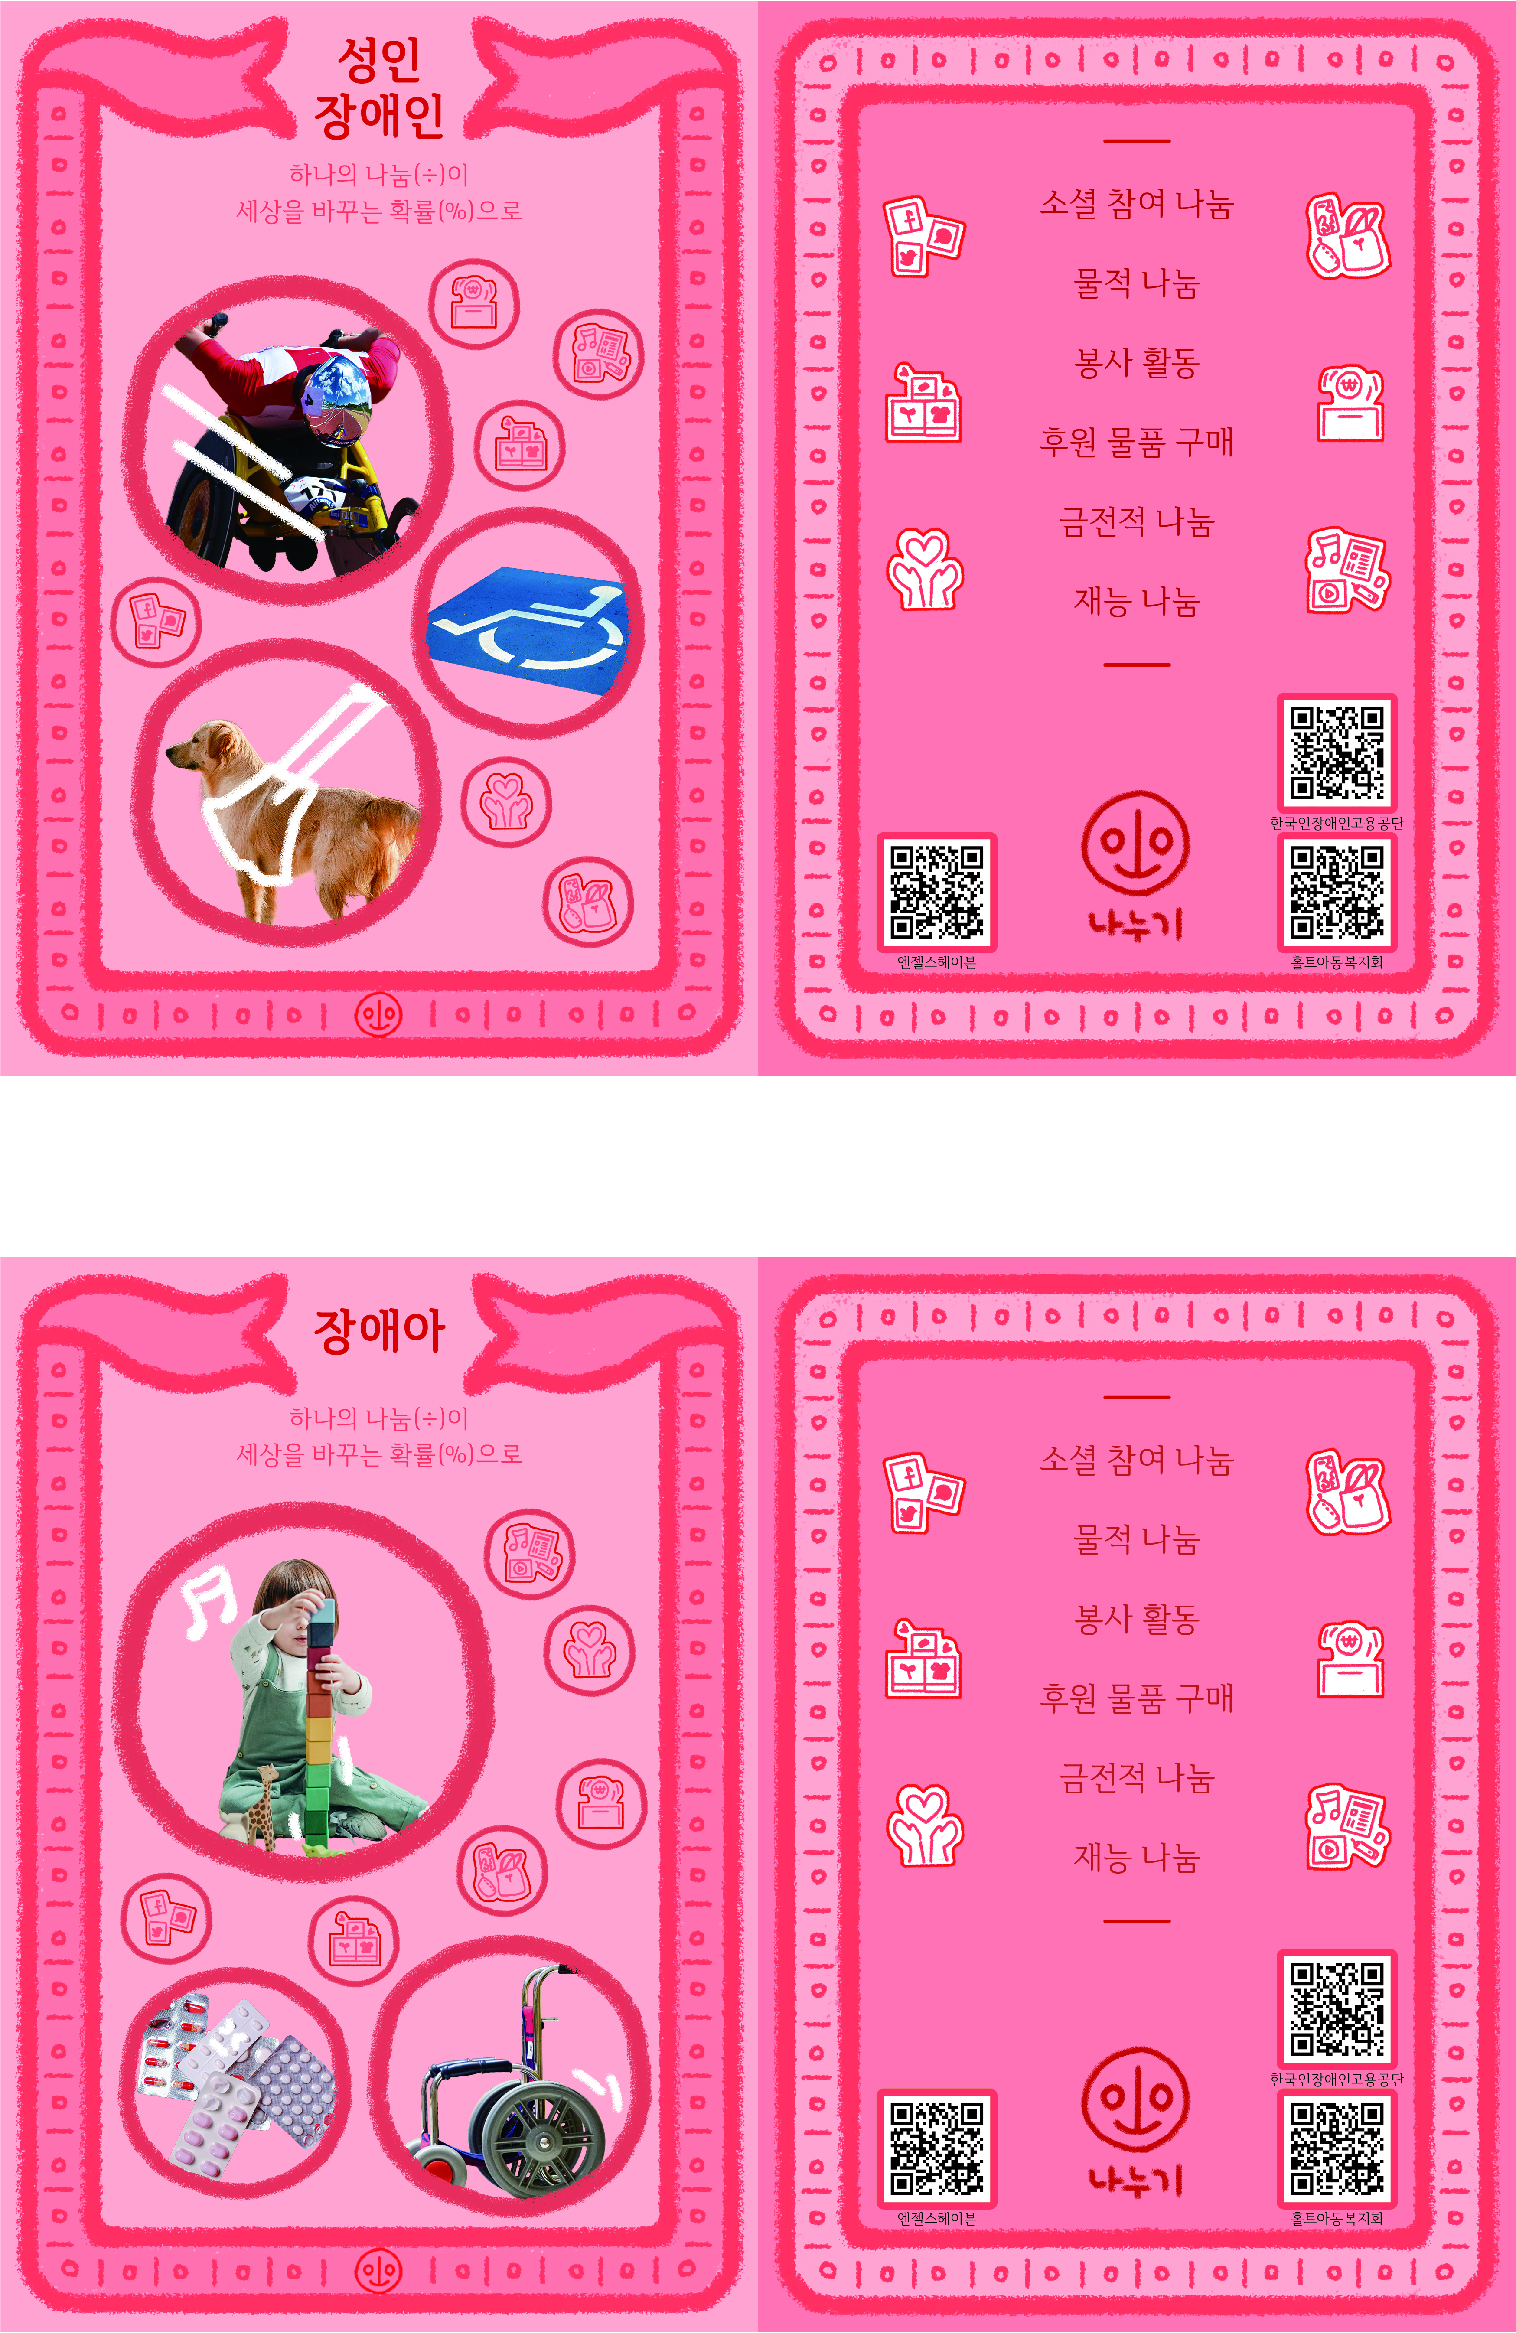 성인
장애인
하나의 나눔(÷)이
세상을 바꾸는 확률(%)으로
소셜 참여 나눔
물적 나눔
봉사 활동
후원 물품 구매
금전적 나눔
재능 나눔
한국인장애인고용공단
엔젤스헤이븐
나누기
홀트아동복지회
장애아
하나의 나눔(÷)이
세상을 바꾸는 확률(%)으로
소셜 참여 나눔
물적 나눔
봉사 활동
후원 물품 구매
금전적 나눔
재능 나눔
한국인장애인고용공단
엔젤스헤이븐
나누기
홀트아동복지회